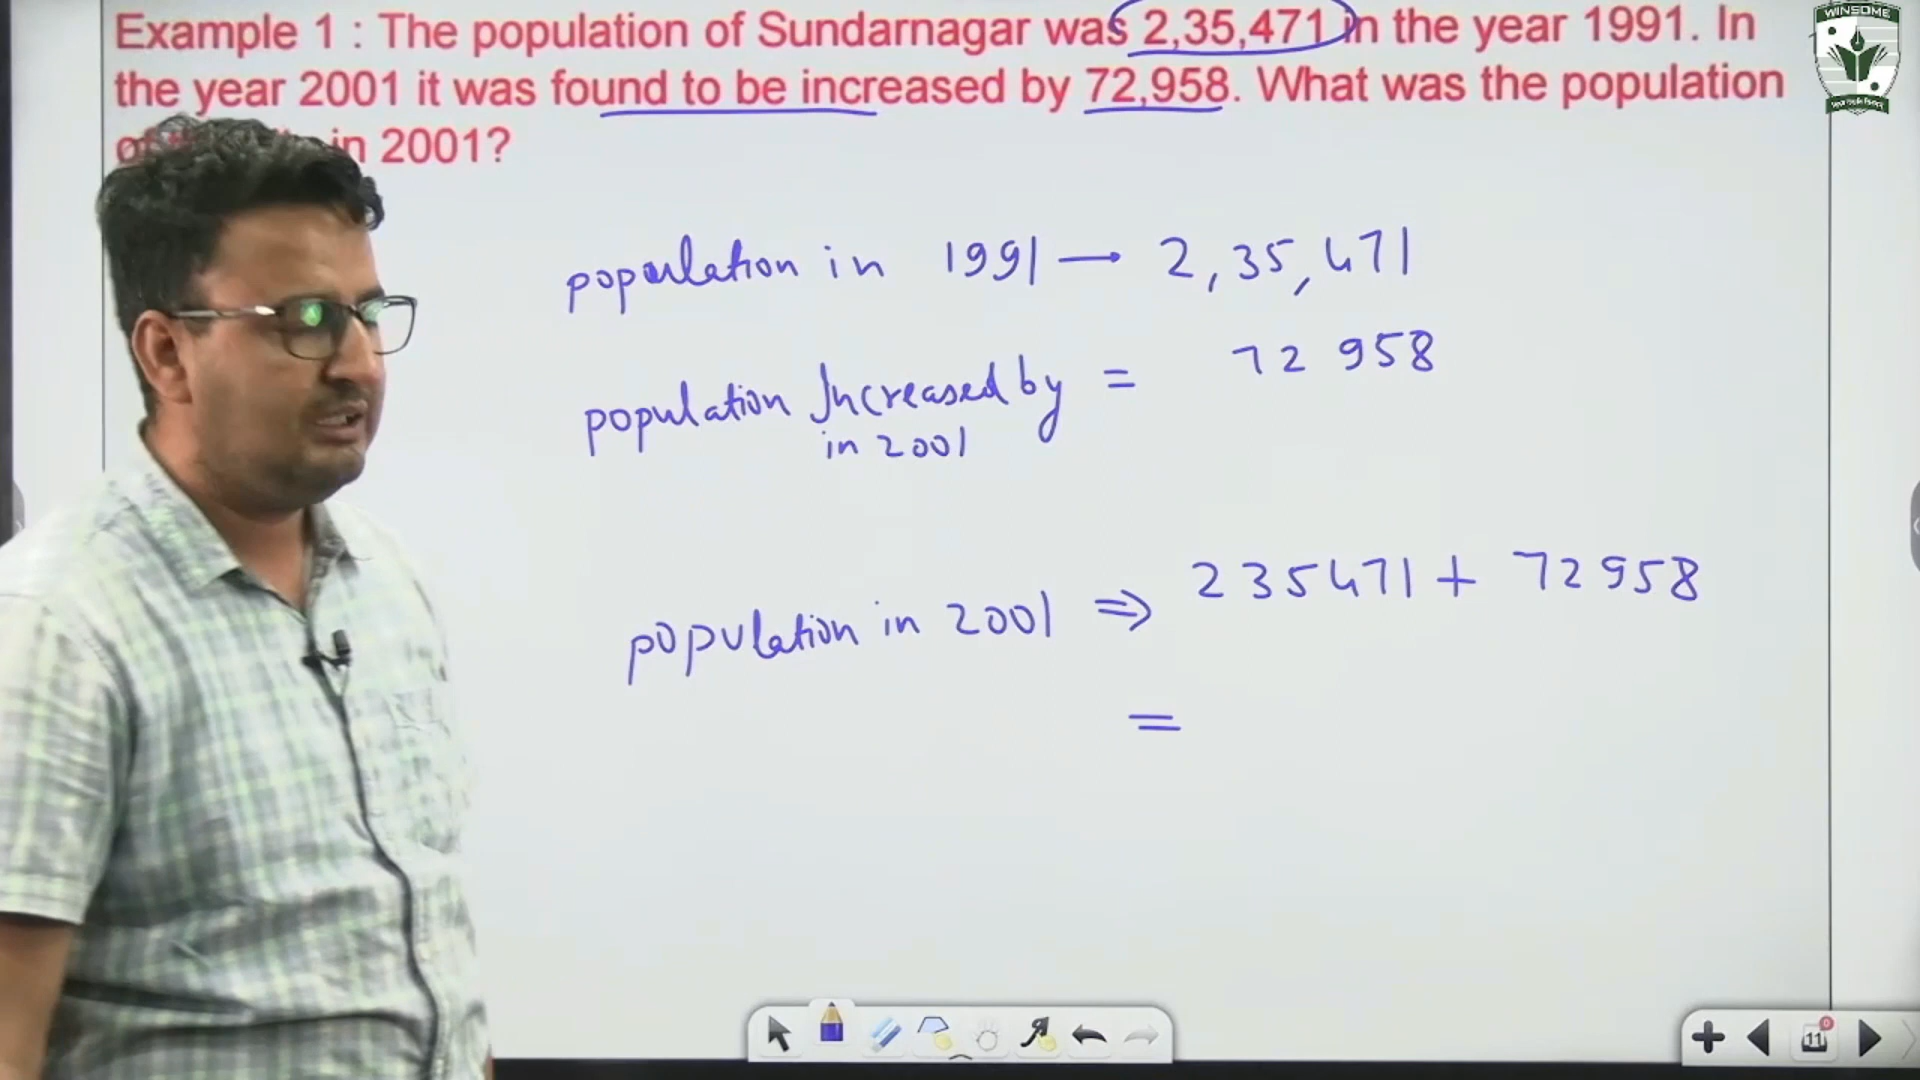 Example 1 : The population of Sundarnagar was 2,35,471 in the year 1991. In
the year 2001 it was found to be increased by 72,958. What was the population
of in 2001?
WINSOME
population in 1991 → 2,35,471
population Increased by = 72 958
in 2001
population in 2001 ⇒ 235471 + 72958
=
11